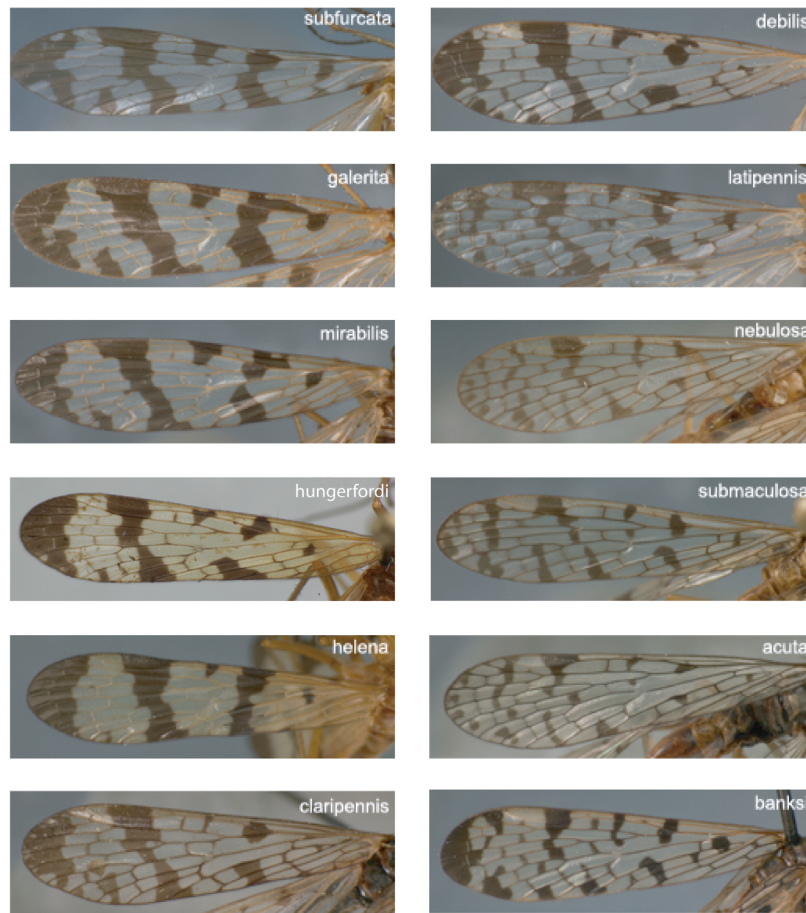 subfurcata
debilis
galerita
latipennis
mirabilis
nebulosa
hungerfordi
submaculosa
helena
acuta
claripennis
banksi